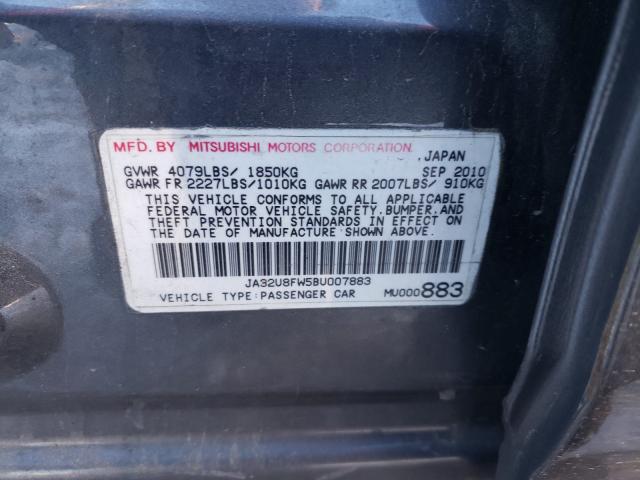 MFD. BY MITSUBISHI MOTORS CORPORATION. , JAPAN
GVWR 4079LBS/ 1850KG SEP 2010
GAWR FR 2227LBS/1010KG GAWR RR 2007LBS/ 910KG
THIS VEHICLE CONFORMS TO ALL APPLICABLE
FEDERAL MOTOR VEHICLE SAFETY, BUMPER, AND
THEFT PREVENTION STANDARDS IN EFFECT ON
THE DATE OF MANUFACTURE SHOWN ABOVE.
JA32U8FW5BU007883
VEHICLE TYPE:PASSENGER CAR MU000883